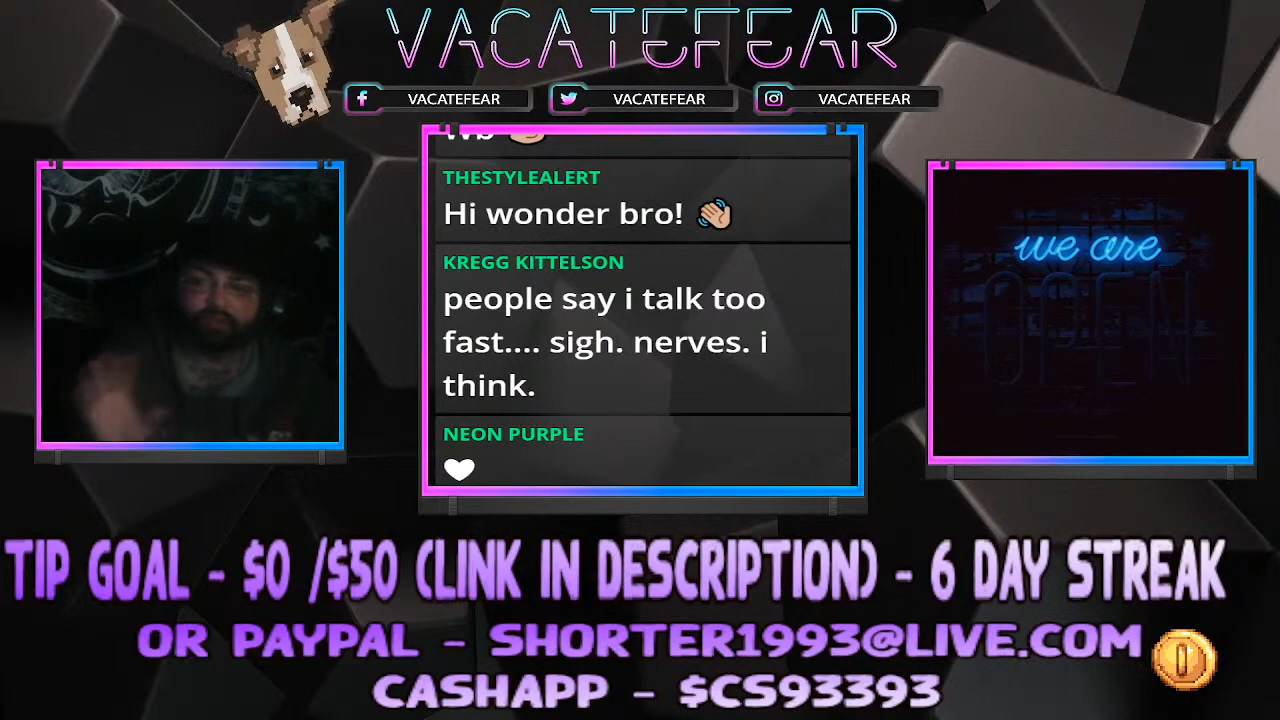 VACATEFEAR
VACATEFEAR
VACATEFEAR
VACATEFEAR
THESTYLEALERT
Hi wonder bro! 👋🏼
KREGG KITTELSON
people say i talk too
fast.... sigh. nerves. i
think.
NEON PURPLE
we are
OPEN
TIP GOAL - $0 /$50 (LINK IN DESCRIPTION) - 6 DAY STREAK
OR PAYPAL - SHORTER1993@LIVE.COM
CASHAPP - $CS93393